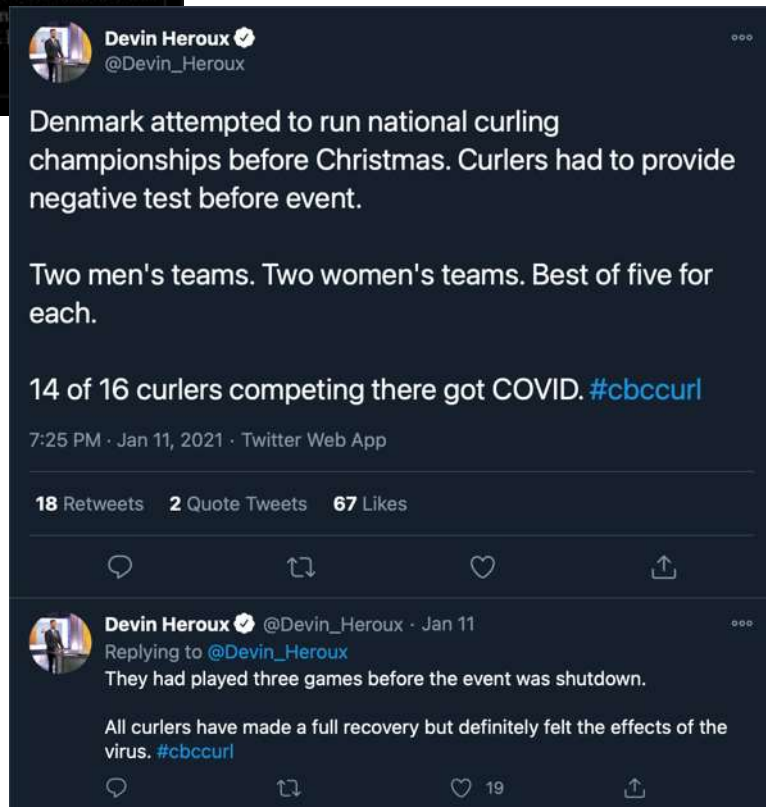 Devin Heroux
@Devin_Heroux
Denmark attempted to run national curling
championships before Christmas. Curlers had to provide
negative test before event.
Two men's teams. Two women's teams. Best of five for
each.
14 of 16 curlers competing there got COVID. #cbccurl
7:25 PM · Jan 11, 2021 · Twitter Web App
18 Retweets 2 Quote Tweets 67 Likes
Devin Heroux @Devin_Heroux · Jan 11
Replying to @Devin_Heroux
They had played three games before the event was shutdown.
All curlers have made a full recovery but definitely felt the effects of the
virus. #cbccurl
19